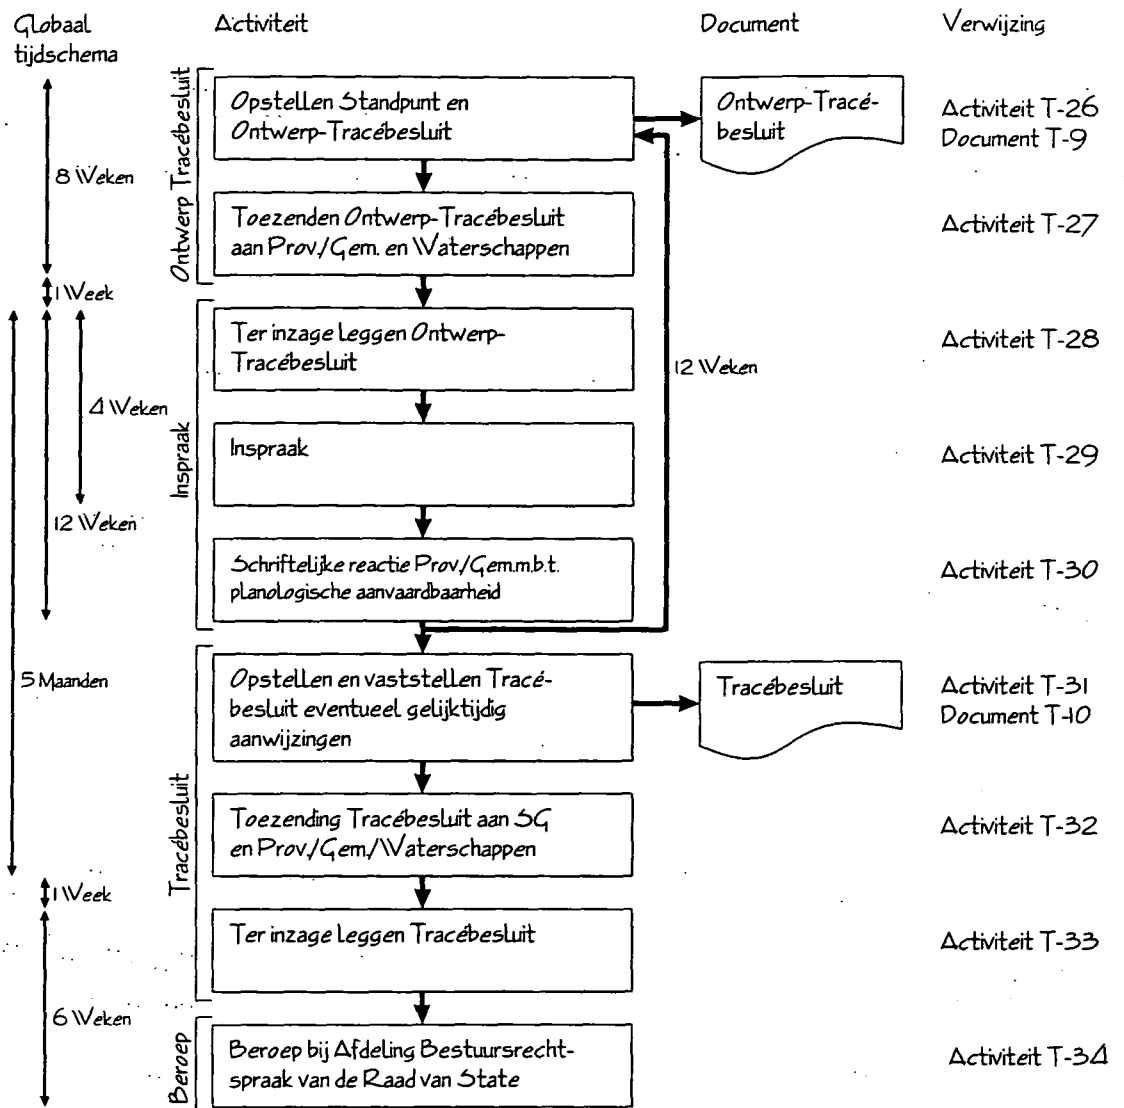 Globaal
tijdschema
Activiteit
Document
Verwijzing
Ontwerp Tracébesluit
8 Weken
Opstellen Standpunt en
Ontwerp-Tracébesluit
Ontwerp-Tracé-
besluit
Activiteit T-26
Document T-9
Toezenden Ontwerp-Tracébesluit
aan Prov./Gem. en Waterschappen
Activiteit T-27
1 Week
Inspraak
Ter inzage leggen Ontwerp-
Tracébesluit
Activiteit T-28
12 Weken
4 Weken
Inspraak
Activiteit T-29
12 Weken
Schriftelijke reactie Prov./Gem.m.b.t.
planologische aanvaardbaarheid
Activiteit T-30
5 Maanden
Tracébesluit
Opstellen en vaststellen Tracé-
besluit eventueel gelijktijdig
aanwijzingen
Tracébesluit
Activiteit T-31
Document T-10
Toezending Tracébesluit aan SG
en Prov./Gem./Waterschappen
Activiteit T-32
1 Week
Ter inzage leggen Tracébesluit
Activiteit T-33
6 Weken
Beroep
Beroep bij Afdeling Bestuursrecht-
spraak van de Raad van State
Activiteit T-34